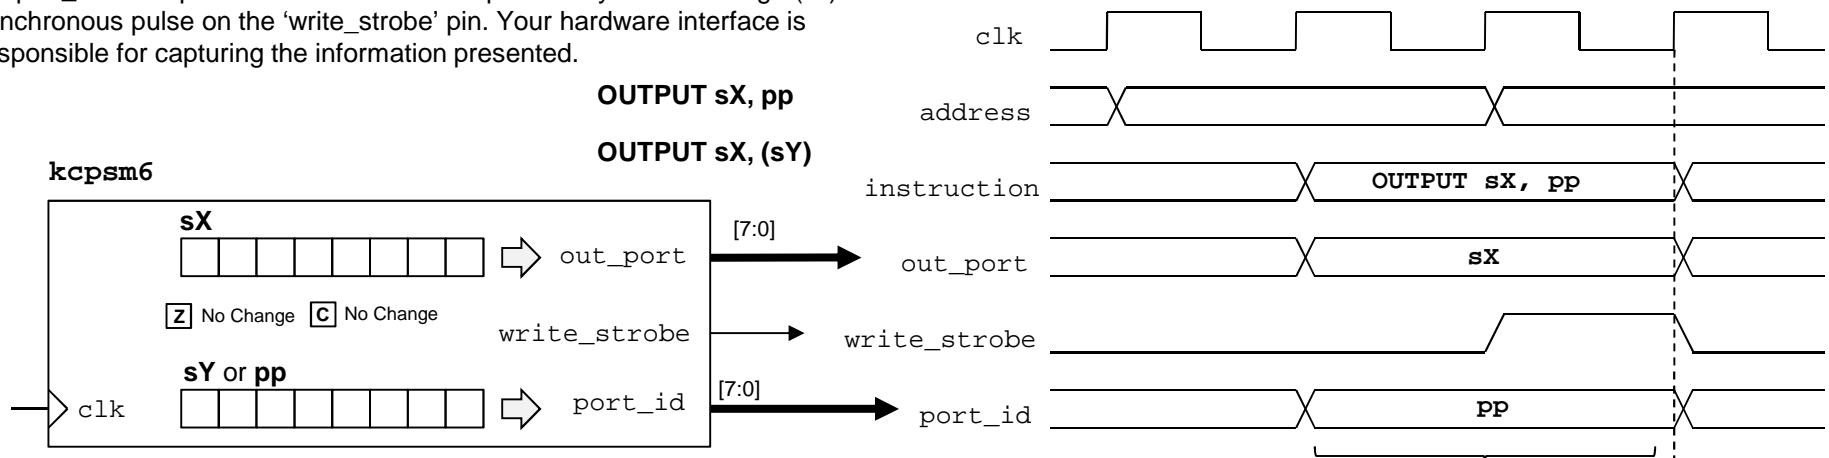 nchronous pulse on the ‘write_strobe’ pin. Your hardware interface is
sponsible for capturing the information presented.
OUTPUT sX, pp
OUTPUT sX, (sY)
kcpsm6
sX
out_port
[7:0]
Z No Change C No Change
write_strobe
sY or pp
clk
port_id
[7:0]
clk
address
instruction
OUTPUT sX, pp
out_port
sX
write_strobe
port_id
pp